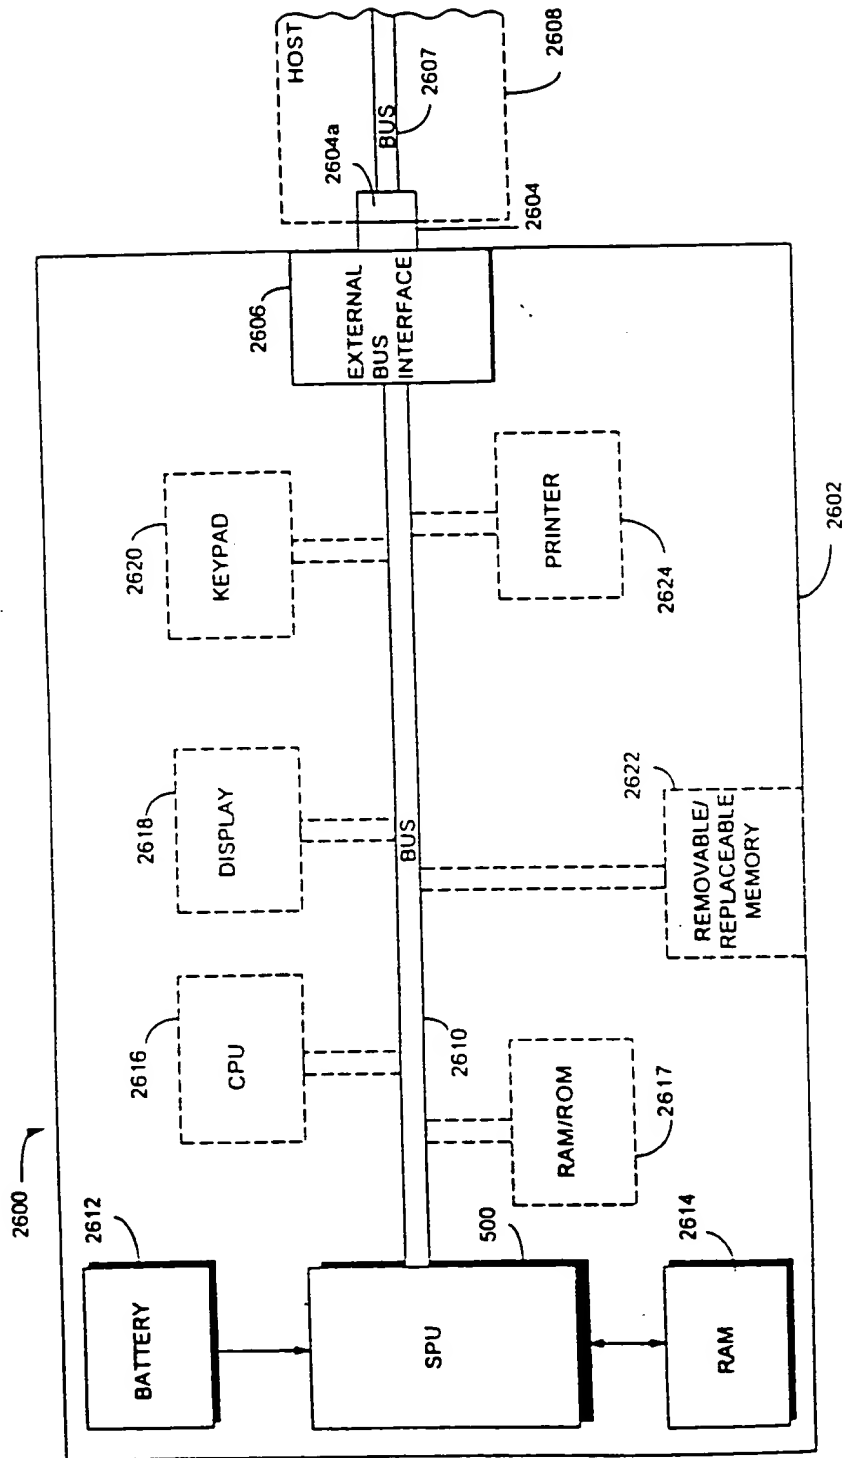 2600
BATTERY
2612
SPU
500
RAM
2614
CPU
2616
RAM/ROM
2617
2610
BUS
DISPLAY
2618
REMOVABLE/
REPLACEABLE
MEMORY
2622
KEYPAD
2620
PRINTER
2624
EXTERNAL
BUS
INTERFACE
2606
2602
2604a
2604
HOST
BUS
2607
2608